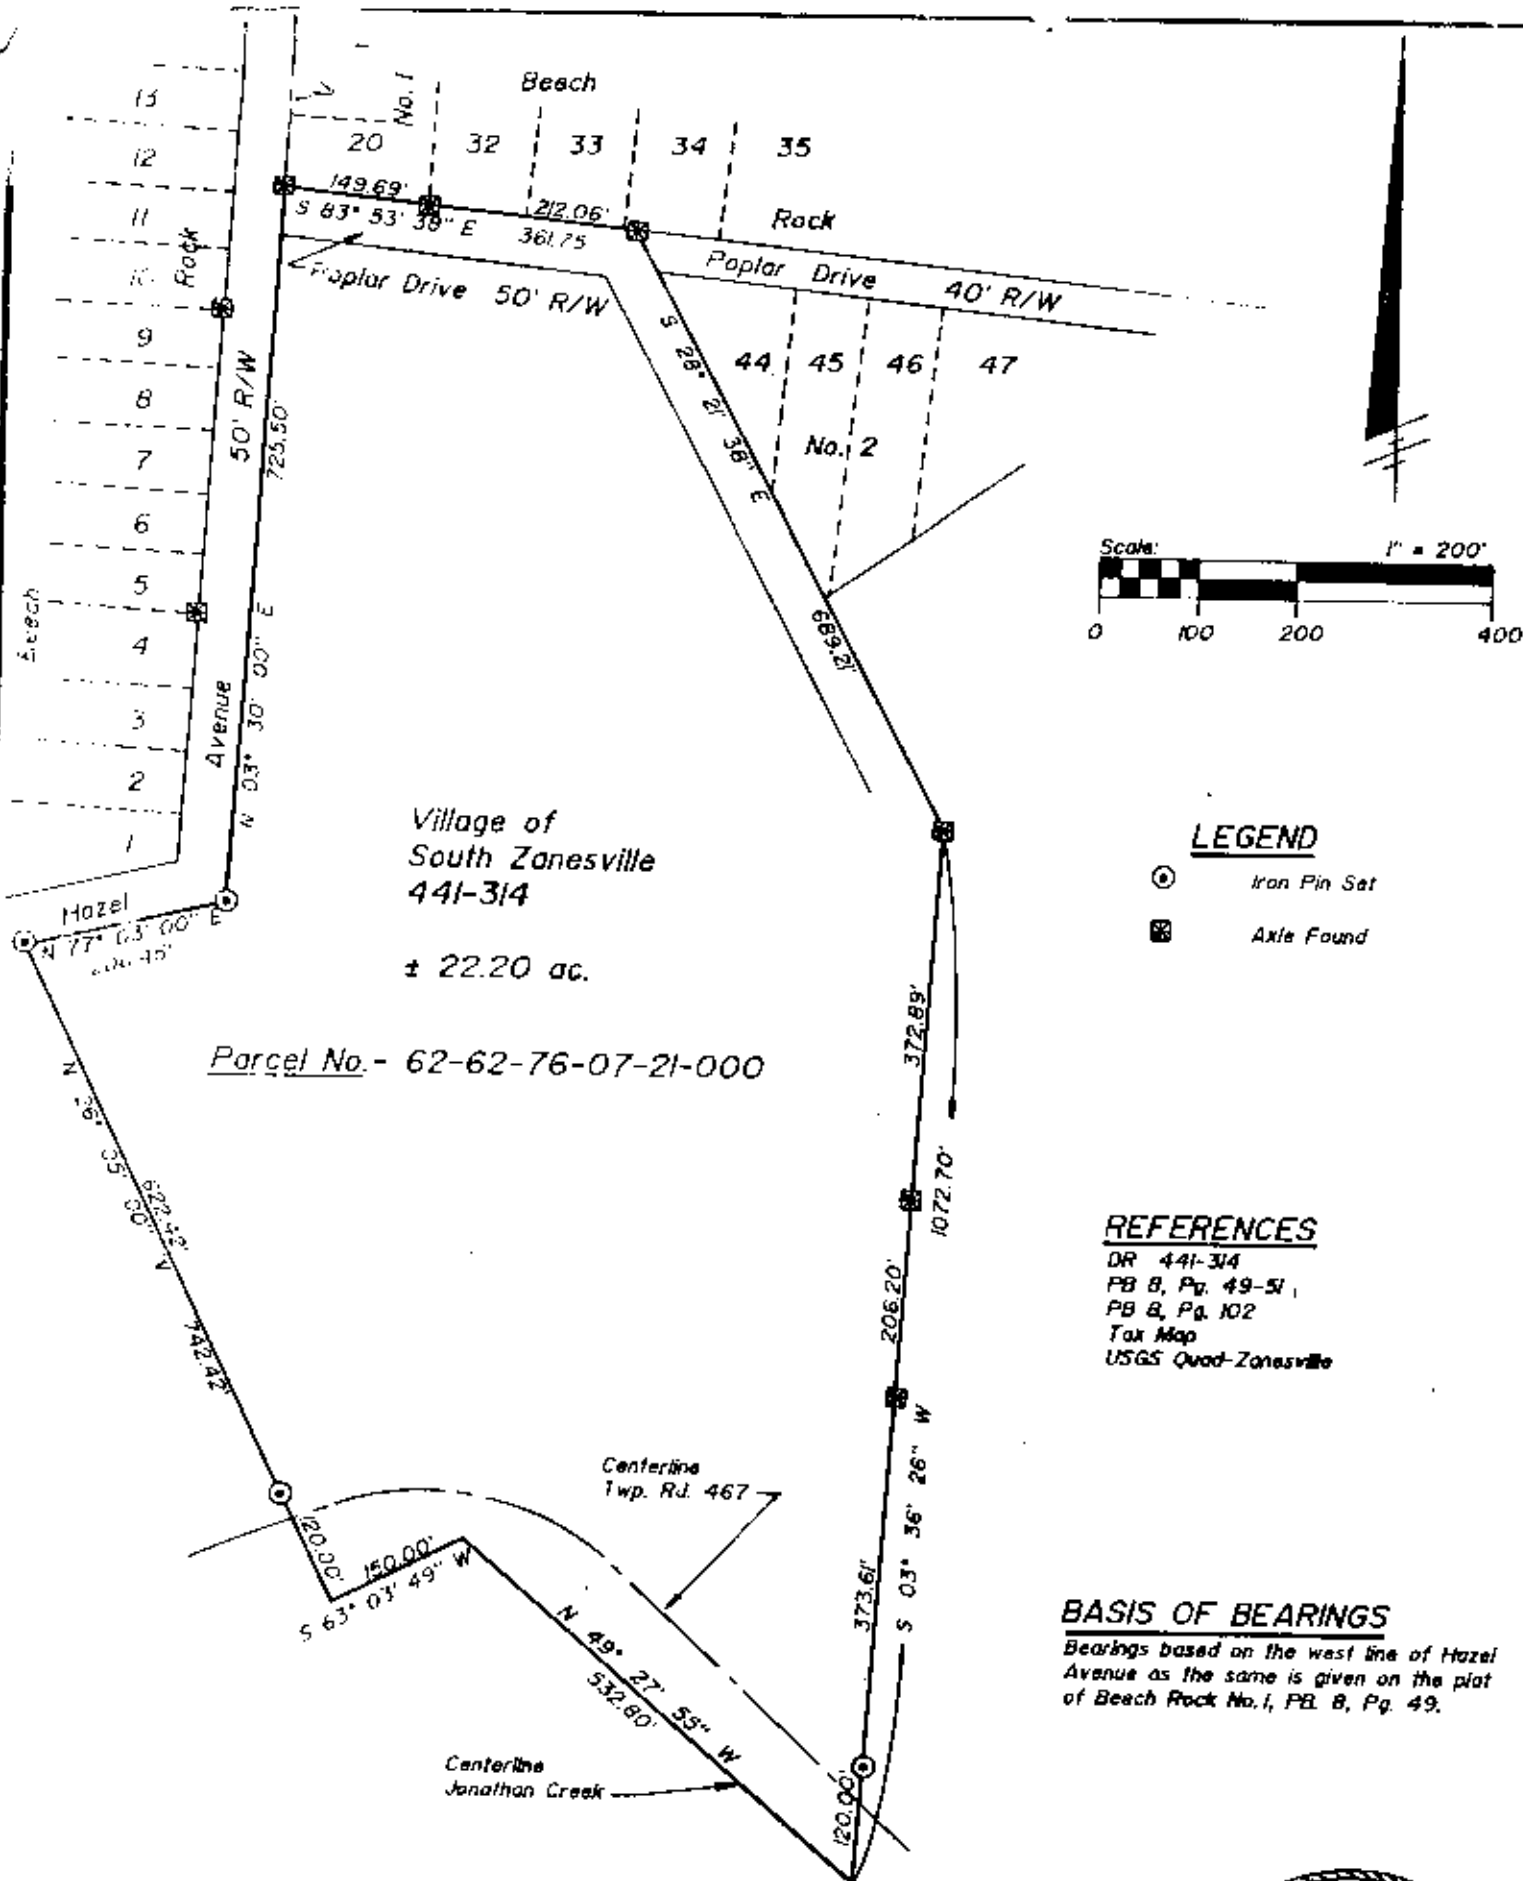 Beech
No. 1
13
12
11
10
9
8
7
6
5
4
3
2
1
20
32
33
34
35
149.69'
212.06'
S 83° 53' 38" E
361.75
Rock
Rock
Poplar Drive 50' R/W
Poplar Drive 40' R/W
44
45
46
47
No. 2
50' R/W
725.50'
N 03° 30' 00" E
Avenue
S 28° 21' 38" E
689.21'
Scale: 1" = 200'
0 100 200 400
Village of
South Zanesville
441-314
± 22.20 ac.
Parcel No.- 62-62-76-07-21-000
LEGEND
Iron Pin Set
Axle Found
Hazel
N 77° 03' 00" E
N 26° 35' 00" W
622.42'
742.42'
372.89'
1072.70'
206.20'
S 03° 36' 26" W
373.61'
120.00'
REFERENCES
DR 441-314
PB 8, Pg. 49-51
PB 8, Pg. 102
Tax Map
USGS Quad-Zanesville
Centerline
Twp. Rd. 467
120.00'
150.00'
S 63° 03' 49" W
N 49° 27' 55" W
532.80'
Centerline
Jonathan Creek
BASIS OF BEARINGS
Bearings based on the west line of Hazel
Avenue as the same is given on the plat
of Beech Rock No. 1, PB. 8, Pg. 49.